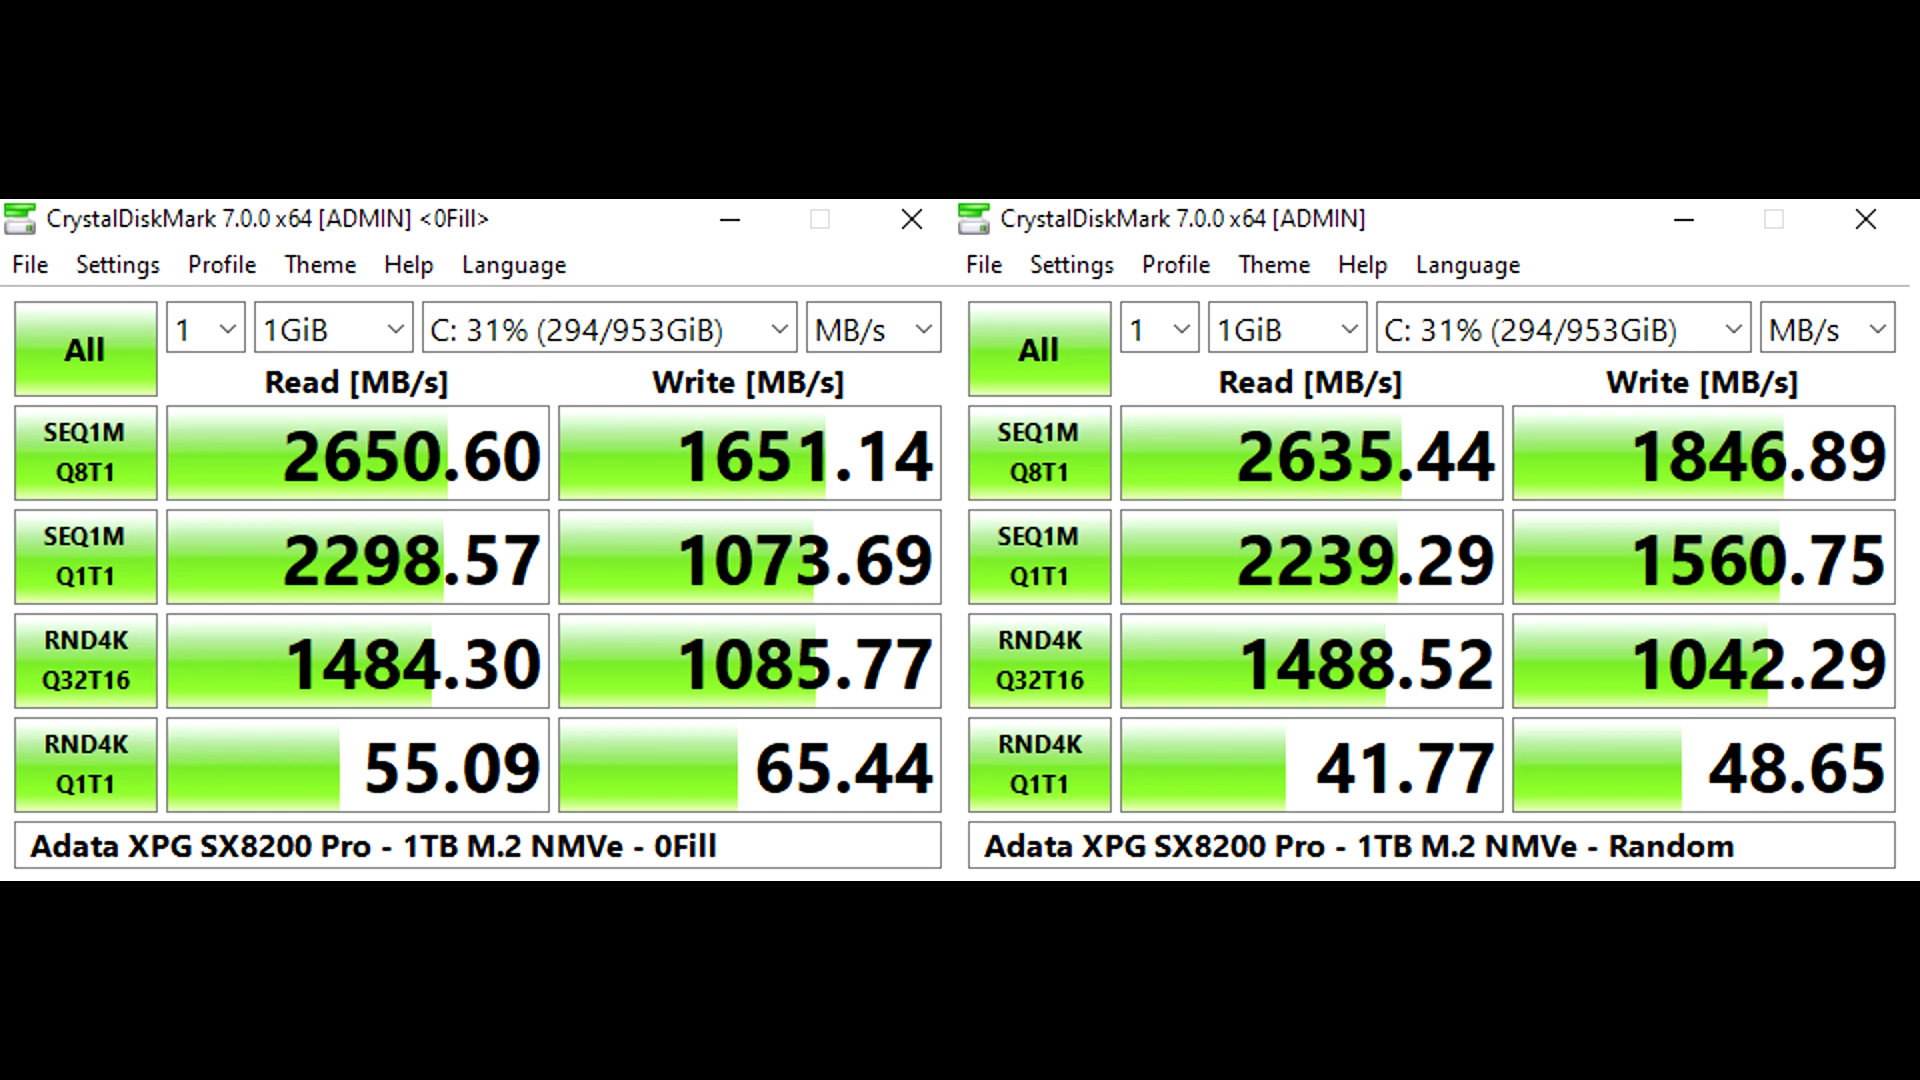 CrystalDiskMark 7.0.0 x64 [ADMIN] <0Fill>
File Settings Profile Theme Help Language
All 1 1GiB C: 31% (294/953GiB) MB/s
Read [MB/s] Write [MB/s]
SEQ1M
Q8T1
2650.60 1651.14
SEQ1M
Q1T1
2298.57 1073.69
RND4K
Q32T16
1484.30 1085.77
RND4K
Q1T1
55.09 65.44
Adata XPG SX8200 Pro - 1TB M.2 NMVe - 0Fill
CrystalDiskMark 7.0.0 x64 [ADMIN]
File Settings Profile Theme Help Language
All 1 1GiB C: 31% (294/953GiB) MB/s
Read [MB/s] Write [MB/s]
SEQ1M
Q8T1
2635.44 1846.89
SEQ1M
Q1T1
2239.29 1560.75
RND4K
Q32T16
1488.52 1042.29
RND4K
Q1T1
41.77 48.65
Adata XPG SX8200 Pro - 1TB M.2 NMVe - Random